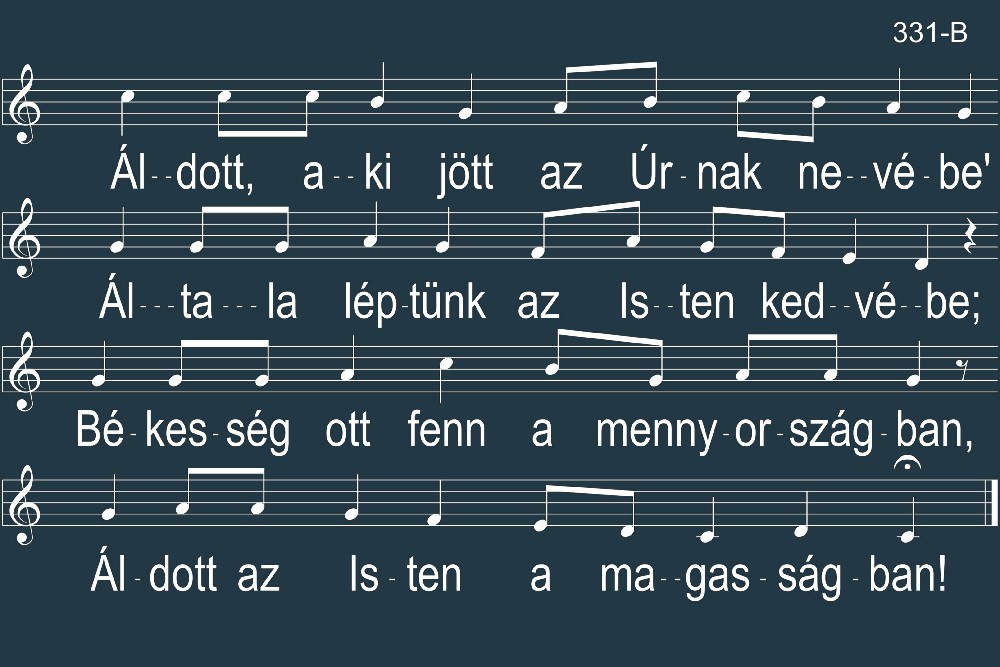 331-B
Ál--dott, a--ki jött az Úr-nak ne--vé-be'
Ál---ta---la lép-tünk az Is--ten ked--vé--be;
Bé-kes-ség ott fenn a menny-or-szág-ban,
Ál-dott az Is-ten a ma--gas-ság-ban!